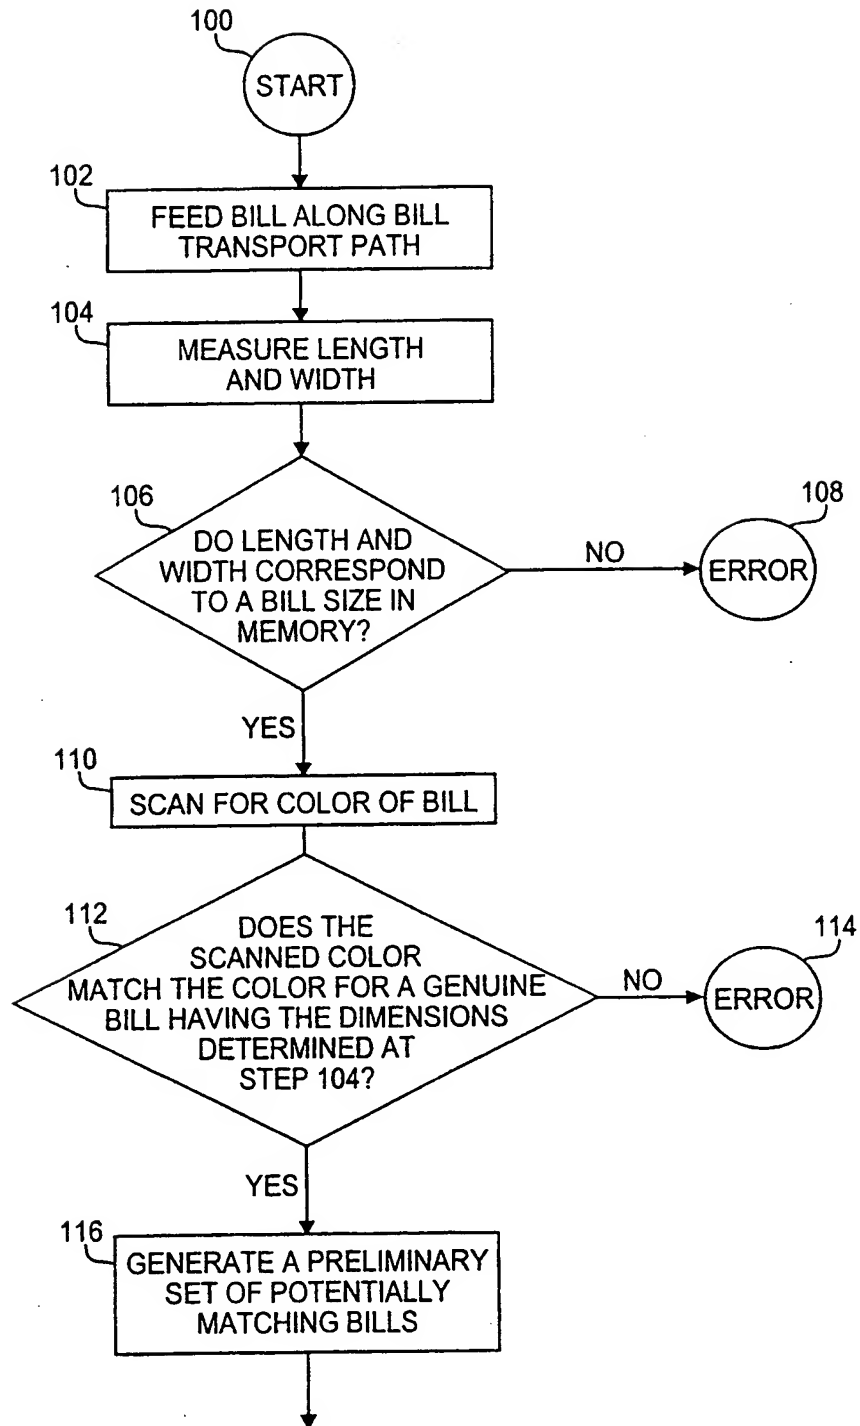 100
START
102
FEED BILL ALONG BILL
TRANSPORT PATH
104
MEASURE LENGTH
AND WIDTH
106
DO LENGTH AND
WIDTH CORRESPOND
TO A BILL SIZE IN
MEMORY?
NO
108
ERROR
YES
110
SCAN FOR COLOR OF BILL
112
DOES THE
SCANNED COLOR
MATCH THE COLOR FOR A GENUINE
BILL HAVING THE DIMENSIONS
DETERMINED AT
STEP 104?
NO
114
ERROR
YES
116
GENERATE A PRELIMINARY
SET OF POTENTIALLY
MATCHING BILLS